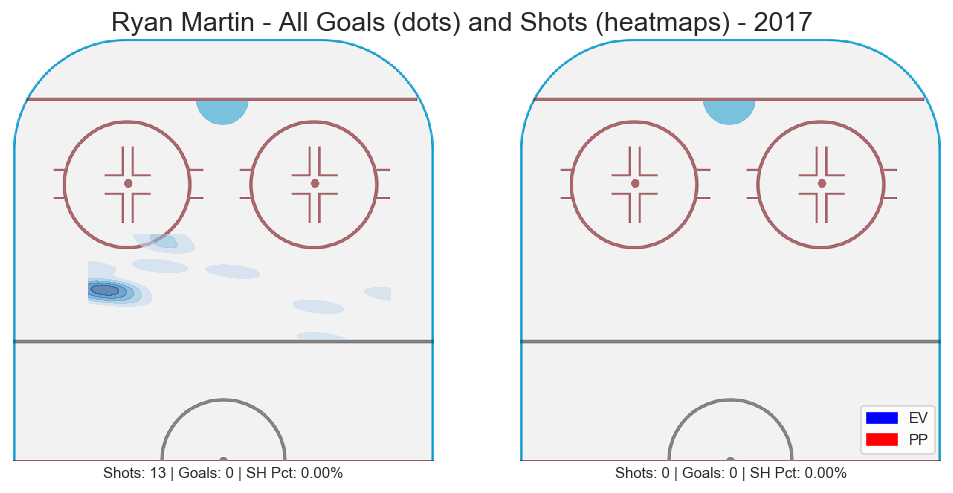 Ryan Martin - All Goals (dots) and Shots (heatmaps) - 2017
EV
PP
Shots: 13 | Goals: 0 | SH Pct: 0.00%
Shots: 0 | Goals: 0 | SH Pct: 0.00%